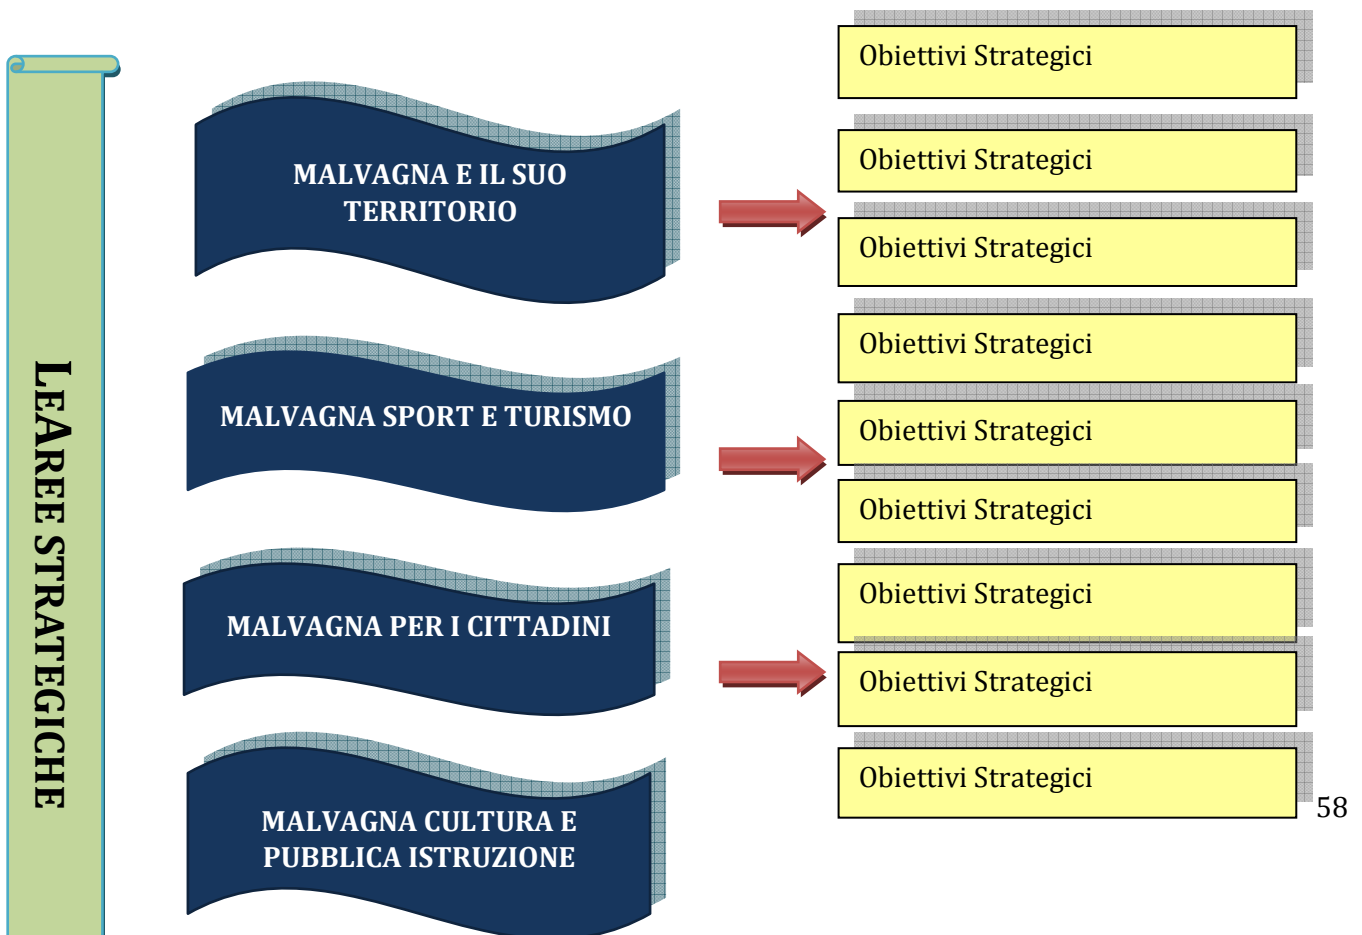 LEAREE STRATEGICHE
MALVAGNA E IL SUO
TERRITORIO
Obiettivi Strategici
Obiettivi Strategici
Obiettivi Strategici
MALVAGNA SPORT E TURISMO
Obiettivi Strategici
Obiettivi Strategici
Obiettivi Strategici
MALVAGNA PER I CITTADINI
Obiettivi Strategici
Obiettivi Strategici
Obiettivi Strategici
MALVAGNA CULTURA E
PUBBLICA ISTRUZIONE
58